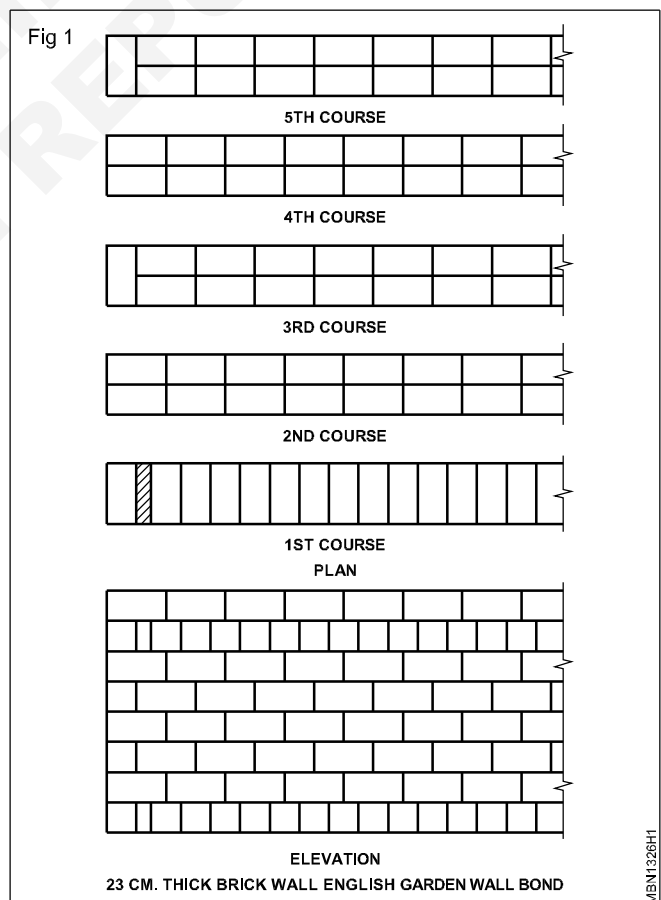 Fig 1
5TH COURSE
4TH COURSE
3RD COURSE
2ND COURSE
1ST COURSE
PLAN
ELEVATION
23 CM. THICK BRICK WALL ENGLISH GARDEN WALL BOND
MBN1326H1